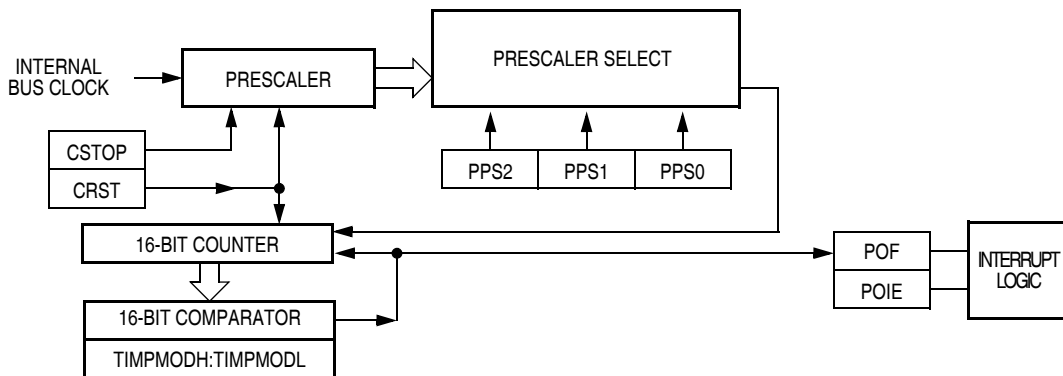 INTERNAL
BUS CLOCK
PRESCALER
PRESCALER SELECT
CSTOP
CRST
PPS2
PPS1
PPS0
16-BIT COUNTER
16-BIT COMPARATOR
TIMPMODH:TIMPMODL
POF
POIE
INTERRUPT
LOGIC